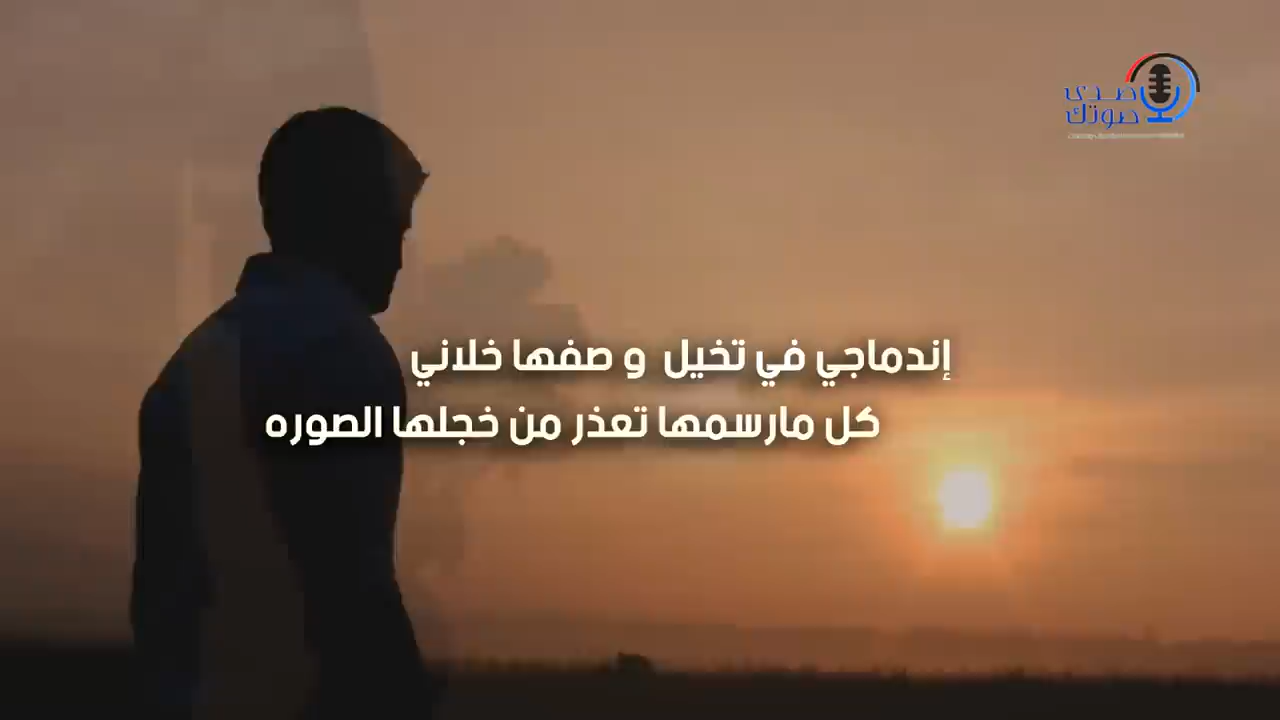 صدى
صوتك
إندماجي في تخيل و صفها خلاني
كل مارسمها تعذر من خجلها الصوره